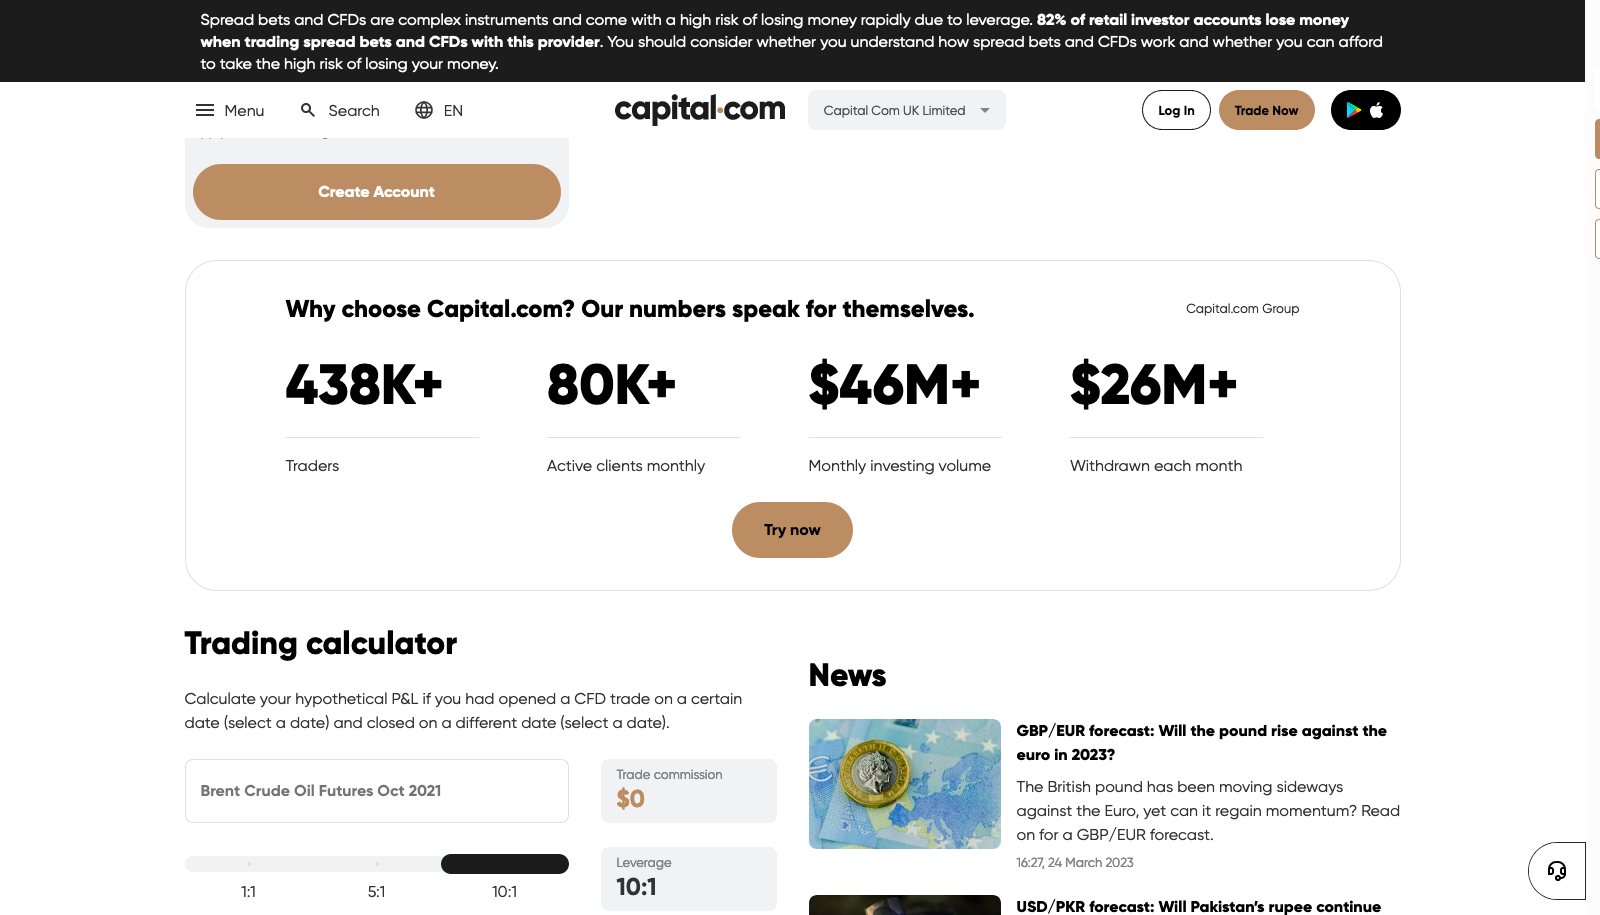 Spread bets and CFDs are complex instruments and come with a high risk of losing money rapidly due to leverage. 82% of retail investor accounts lose money
when trading spread bets and CFDs with this provider. You should consider whether you understand how spread bets and CFDs work and whether you can afford
to take the high risk of losing your money.
Menu
Search
EN
capital.com
Capital Com UK Limited
Log In
Trade Now
Create Account
Why choose Capital.com? Our numbers speak for themselves.
Capital.com Group
438K+
80K+
$46M+
$26M+
Traders
Active clients monthly
Monthly investing volume
Withdrawn each month
Try now
Trading calculator
Calculate your hypothetical P&L if you had opened a CFD trade on a certain
date (select a date) and closed on a different date (select a date).
Brent Crude Oil Futures Oct 2021
Trade commission
$0
1:1
5:1
10:1
Leverage
10:1
News
GBP/EUR forecast: Will the pound rise against the
euro in 2023?
The British pound has been moving sideways
against the Euro, yet can it regain momentum? Read
on for a GBP/EUR forecast.
16:27, 24 March 2023
USD/PKR forecast: Will Pakistan's rupee continue